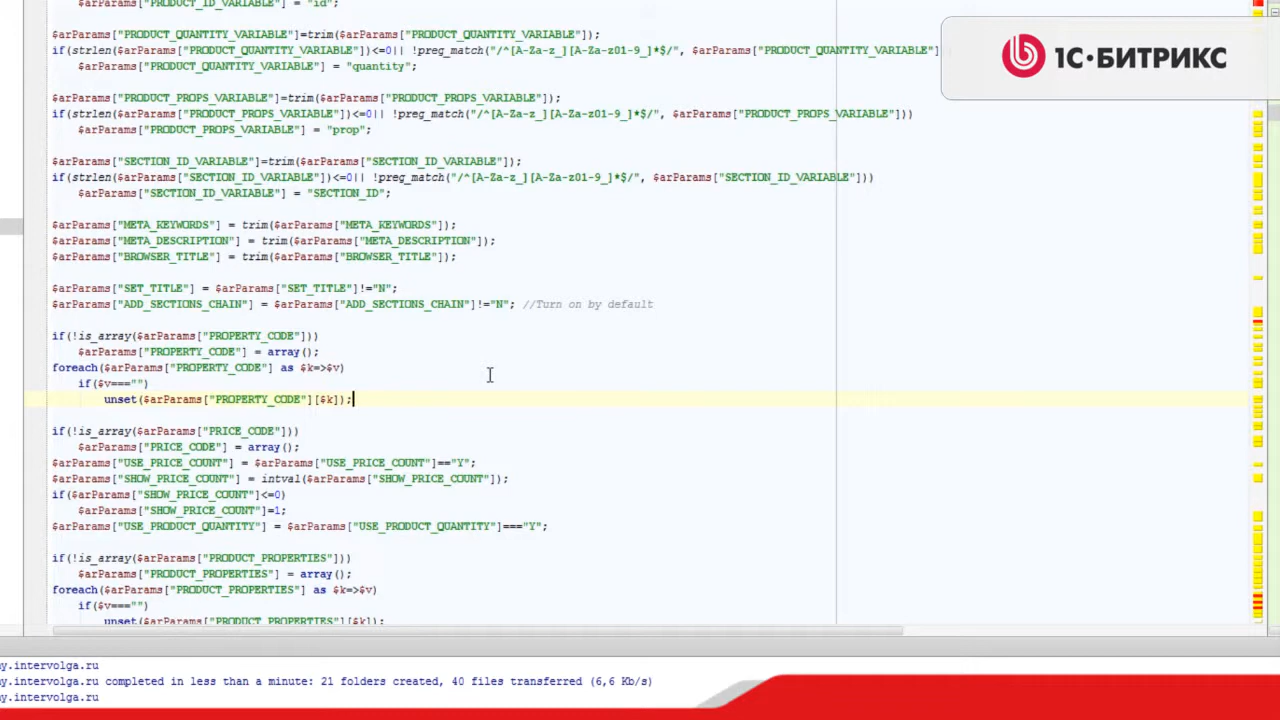 $arParams["PRODUCT_ID_VARIABLE"] = "id";
$arParams["PRODUCT_QUANTITY_VARIABLE"]=trim($arParams["PRODUCT_QUANTITY_VARIABLE"]);
if(strlen($arParams["PRODUCT_QUANTITY_VARIABLE"])<=0|| !preg_match("/^[A-Za-z_][A-Za-z01-9_]*$/", $arParams["PRODUCT_QUANTITY_VARIABLE"]
$arParams["PRODUCT_QUANTITY_VARIABLE"] = "quantity";
1С·БИТРИКС
$arParams["PRODUCT_PROPS_VARIABLE"]=trim($arParams["PRODUCT_PROPS_VARIABLE"]);
if(strlen($arParams["PRODUCT_PROPS_VARIABLE"])<=0|| !preg_match("/^[A-Za-z_][A-Za-z01-9_]*$/", $arParams["PRODUCT_PROPS_VARIABLE"]))
$arParams["PRODUCT_PROPS_VARIABLE"] = "prop";
$arParams["SECTION_ID_VARIABLE"]=trim($arParams["SECTION_ID_VARIABLE"]);
if(strlen($arParams["SECTION_ID_VARIABLE"])<=0|| !preg_match("/^[A-Za-z_][A-Za-z01-9_]*$/", $arParams["SECTION_ID_VARIABLE"]))
$arParams["SECTION_ID_VARIABLE"] = "SECTION_ID";
$arParams["META_KEYWORDS"] = trim($arParams["META_KEYWORDS"]);
$arParams["META_DESCRIPTION"] = trim($arParams["META_DESCRIPTION"]);
$arParams["BROWSER_TITLE"] = trim($arParams["BROWSER_TITLE"]);
$arParams["SET_TITLE"] = $arParams["SET_TITLE"]!="N";
$arParams["ADD_SECTIONS_CHAIN"] = $arParams["ADD_SECTIONS_CHAIN"]!="N"; //Turn on by default
if(!is_array($arParams["PROPERTY_CODE"]))
$arParams["PROPERTY_CODE"] = array();
foreach($arParams["PROPERTY_CODE"] as $k=>$v)
if($v==="")
unset($arParams["PROPERTY_CODE"][$k]);
if(!is_array($arParams["PRICE_CODE"]))
$arParams["PRICE_CODE"] = array();
$arParams["USE_PRICE_COUNT"] = $arParams["USE_PRICE_COUNT"]=="Y";
$arParams["SHOW_PRICE_COUNT"] = intval($arParams["SHOW_PRICE_COUNT"]);
if($arParams["SHOW_PRICE_COUNT"]<=0)
$arParams["SHOW_PRICE_COUNT"]=1;
$arParams["USE_PRODUCT_QUANTITY"] = $arParams["USE_PRODUCT_QUANTITY"]==="Y";
if(!is_array($arParams["PRODUCT_PROPERTIES"]))
$arParams["PRODUCT_PROPERTIES"] = array();
foreach($arParams["PRODUCT_PROPERTIES"] as $k=>$v)
if($v==="")
unset($arParams["PRODUCT_PROPERTIES"][$k]);
y.intervolga.ru
y.intervolga.ru completed in less than a minute: 21 folders created, 40 files transferred (6,6 Kb/s)
y.intervolga.ru